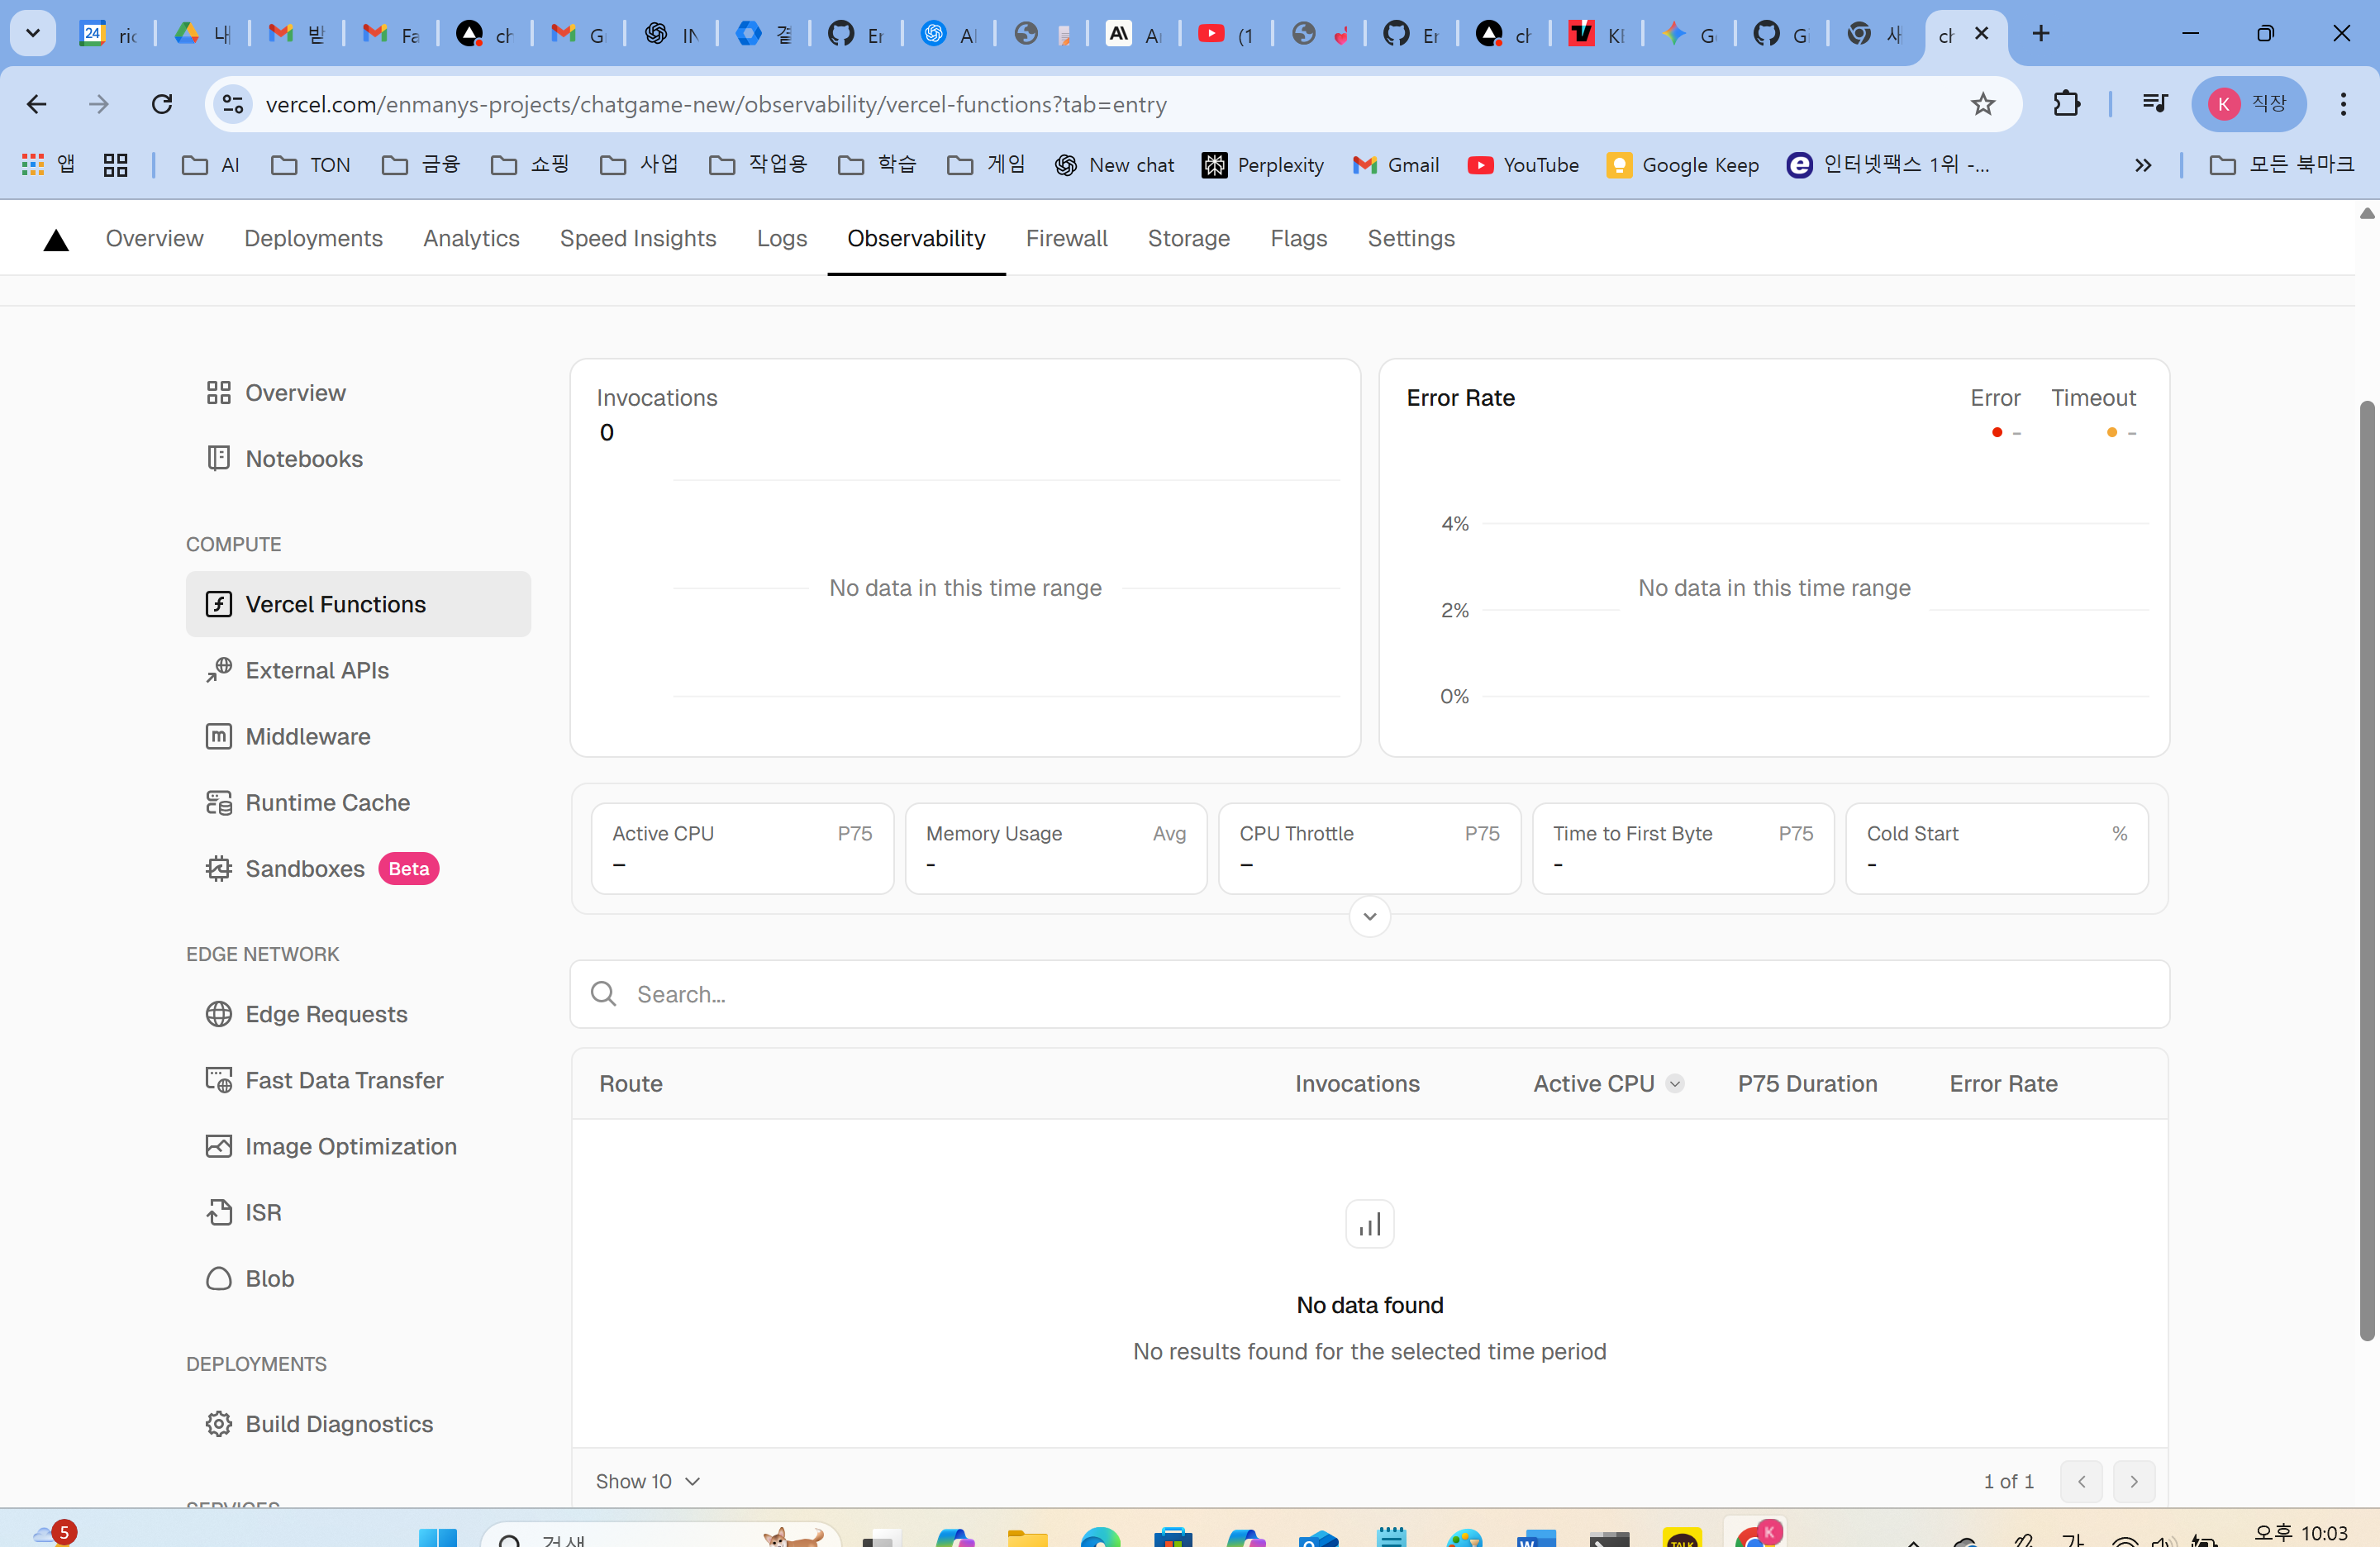 24
내
받
Fa
ch
G
IN
결
Er
AI
A
(1
Er
ch
KE
G
Gi
새
ch
vercel.com/enmanys-projects/chatgame-new/observability/vercel-functions?tab=entry
K 직장
앱
AI
TON
금융
쇼핑
사업
작업용
학습
게임
New chat
Perplexity
Gmail
YouTube
Google Keep
인터넷팩스 1위 -...
모든 북마크
Overview
Deployments
Analytics
Speed Insights
Logs
Observability
Firewall
Storage
Flags
Settings
Overview
Notebooks
COMPUTE
Vercel Functions
External APIs
Middleware
Runtime Cache
Sandboxes Beta
EDGE NETWORK
Edge Requests
Fast Data Transfer
Image Optimization
ISR
Blob
DEPLOYMENTS
Build Diagnostics
SERVICES
Invocations
0
No data in this time range
Error Rate
Error Timeout
- -
4%
2%
0%
No data in this time range
Active CPU P75
–
Memory Usage Avg
-
CPU Throttle P75
–
Time to First Byte P75
-
Cold Start %
-
Search...
Route Invocations Active CPU P75 Duration Error Rate
No data found
No results found for the selected time period
Show 10
1 of 1
5
검색
TALK
K
가
오후 10:03